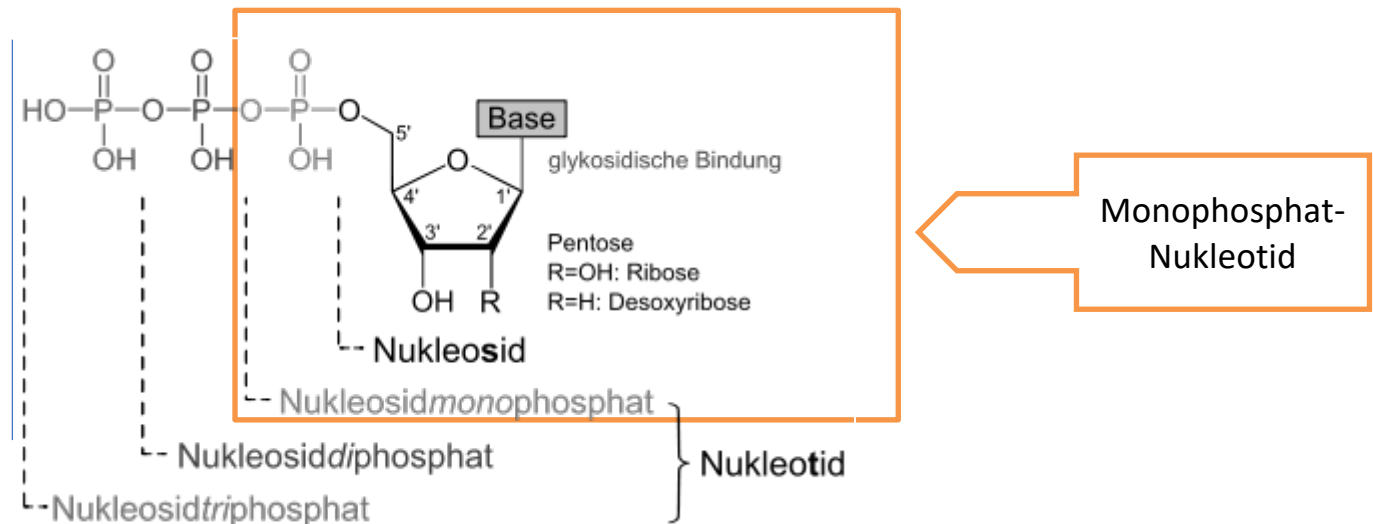 O O O
HO–P–O–P–O–P–O
OH OH OH
5'
Base
glykosidische Bindung
O
4' 1'
3' 2'
OH R
Pentose
R=OH: Ribose
R=H: Desoxyribose
Nukleosid
Nukleosidmonophosphat
Nukleosiddiphosphat
Nukleotid
Nukleosidtriphosphat
Monophosphat-
Nukleotid